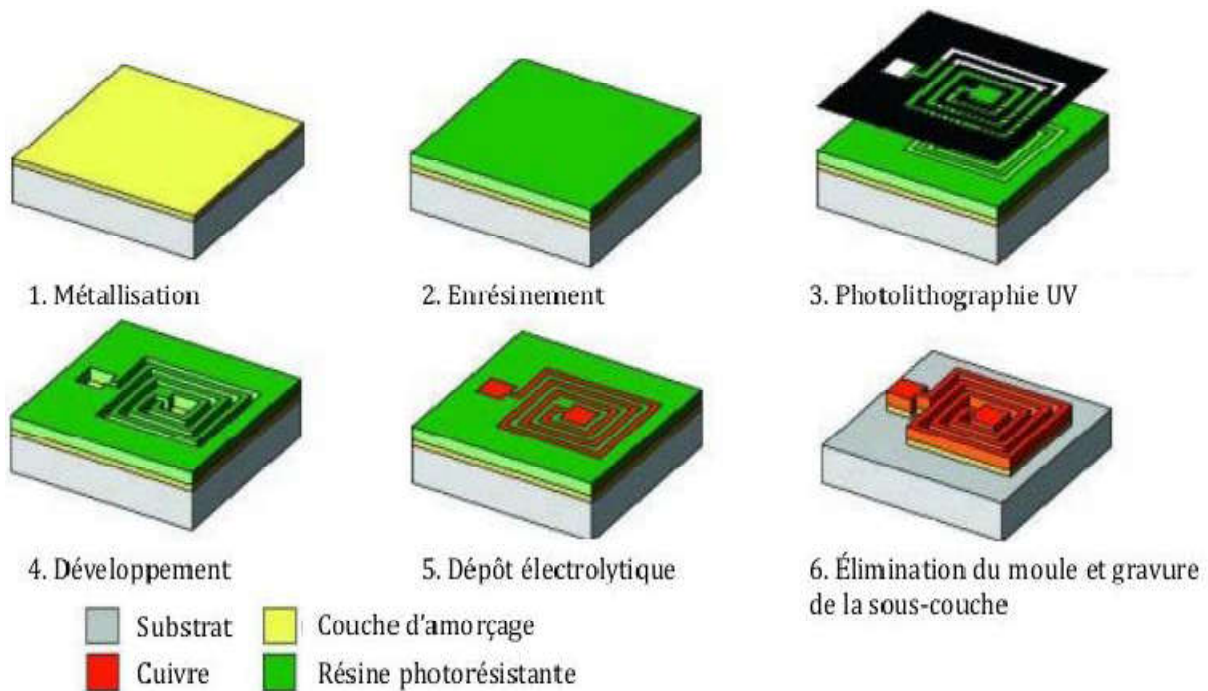 1. Métallisation
2. Enrésinement
3. Photolithographie UV
4. Développement
5. Dépôt électrolytique
6. Élimination du moule et gravure
de la sous-couche
Substrat
Couche d'amorçage
Cuivre
Résine photorésistante